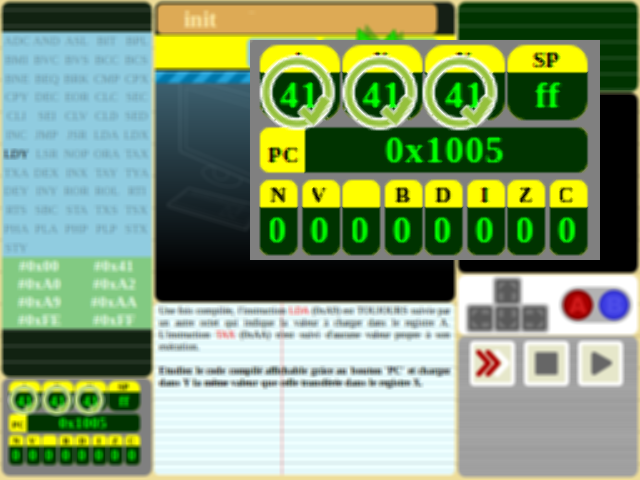 init
ADC AND ASL BIT BPL
BMI BVC BVS BCC BCS
BNE BEQ BRK CMP CPX
CPY DEC EOR CLC SEC
CLI SEI CLV CLD SED
INC JMP JSR LDA LDX
LDY LSR NOP ORA TAX
TXA DEX INX TAY TYA
DEY INY ROR ROL RTI
RTS SBC STA TXS TSX
PHA PLA PHP PLP STX
STY
#0x00 #0x41
#0xA0 #0xA2
#0xA9 #0xAA
#0xFE #0xFF
SP
41 41 41 ff
PC 0x1005
N V B D I Z C
0 0 0 0 0 0 0 0
Une fois compilée, l'instruction LDA (0xA9) est TOUJOURS suivie par
un autre octet qui indique la valeur à charger dans le registre A.
L'instruction TAX (0xAA) n'est suivi d'aucune valeur propre à son
exécution.
Etudiez le code compilé affichable grâce au bouton 'PC' et charger
dans Y la même valeur que celle transférée dans le registre X.
A B
SP
41 41 41 ff
PC 0x1005
N V B D I Z C
0 0 0 0 0 0 0 0